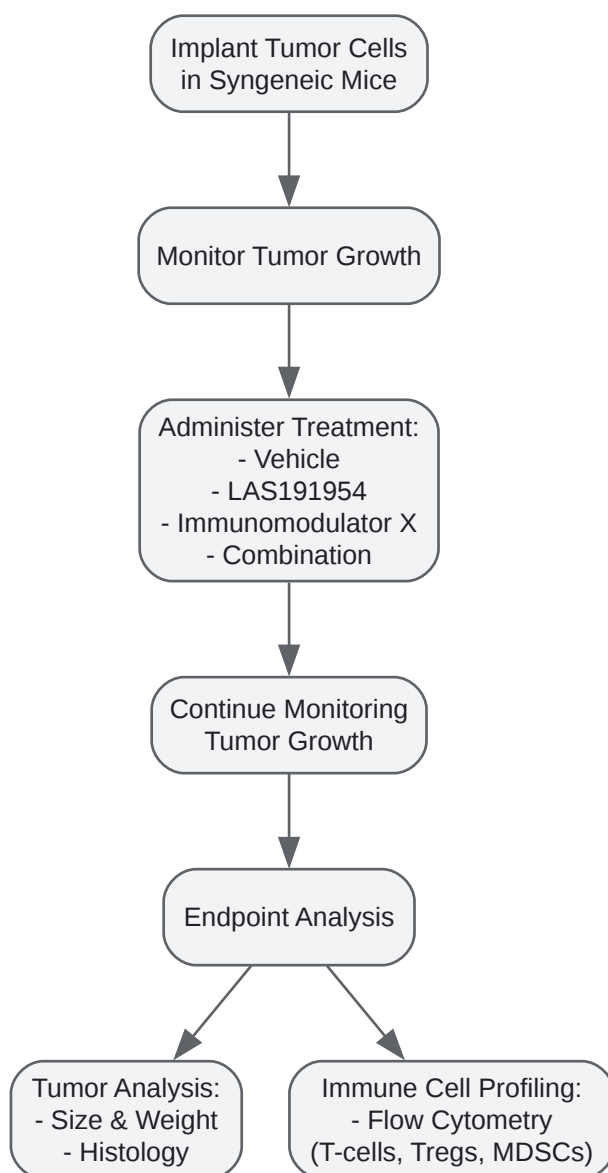 Implant Tumor Cells
in Syngeneic Mice
Monitor Tumor Growth
Administer Treatment:
- Vehicle
- LAS191954
- Immunomodulator X
- Combination
Continue Monitoring
Tumor Growth
Endpoint Analysis
Tumor Analysis:
- Size & Weight
- Histology
Immune Cell Profiling:
- Flow Cytometry
(T-cells, Tregs, MDSCs)